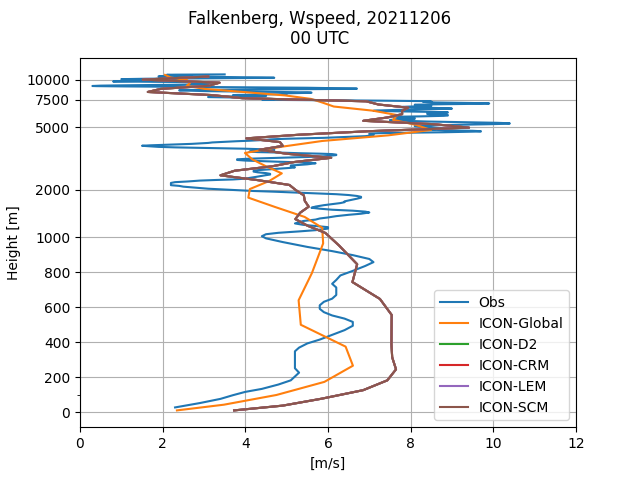 Falkenberg, Wspeed, 20211206
00 UTC
Height [m]
10000
7500
5000
2000
1000
800
600
400
200
0
0 2 4 6 8 10 12
[m/s]
Obs
ICON-Global
ICON-D2
ICON-CRM
ICON-LEM
ICON-SCM